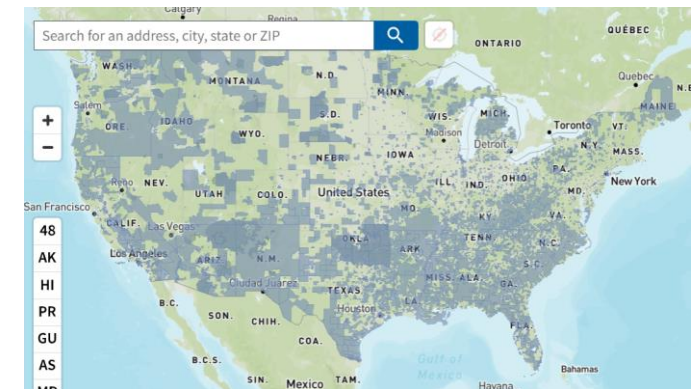 Calgary
Regina
Search for an address, city, state or ZIP
ONTARIO
QUÉBEC
WASH.
MONTANA
N.D.
MINN.
Quebec
N.B
MAINE
+
Salem
ORE.
IDAHO
S.D.
WIS.
MICH.
Toronto
VT.
−
WYO.
Madison
Detroit
N.Y.
MASS.
NEBR.
IOWA
PA.
Reno
NEV.
UTAH
COLO.
United States
ILL.
IND.
OHIO
MD.
New York
San Francisco
MO.
KY.
VA.
48
CALIF.
Las Vegas
OKLA
TENN
N.C.
AK
Los Angeles
ARIZ.
N.M.
ARK
S.C.
HI
Ciudad Juárez
TEXAS
MISS.
ALA.
GA.
PR
B.C.
SON.
CHIH.
Houston
LA.
GU
COA.
FLA.
AS
B.C.S.
Gulf of
Mexico
Bahamas
MP
SIN.
Mexico
TAM.
Havana